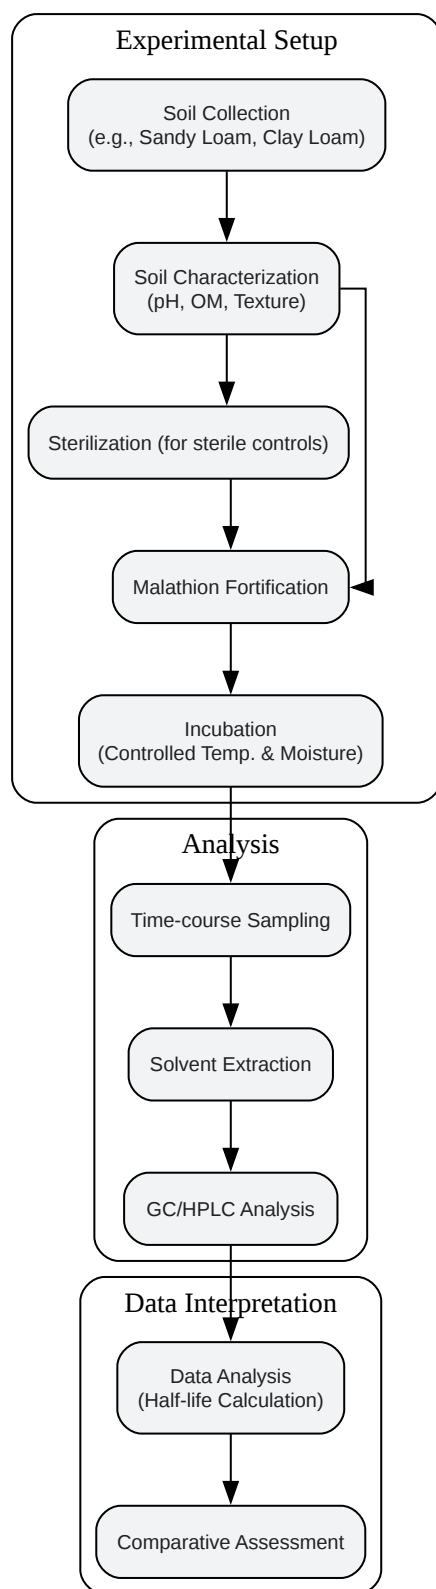 Experimental Setup
Soil Collection
(e.g., Sandy Loam, Clay Loam)
Soil Characterization
(pH, OM, Texture)
Sterilization (for sterile controls)
Malathion Fortification
Incubation
(Controlled Temp. & Moisture)
Analysis
Time-course Sampling
Solvent Extraction
GC/HPLC Analysis
Data Interpretation
Data Analysis
(Half-life Calculation)
Comparative Assessment